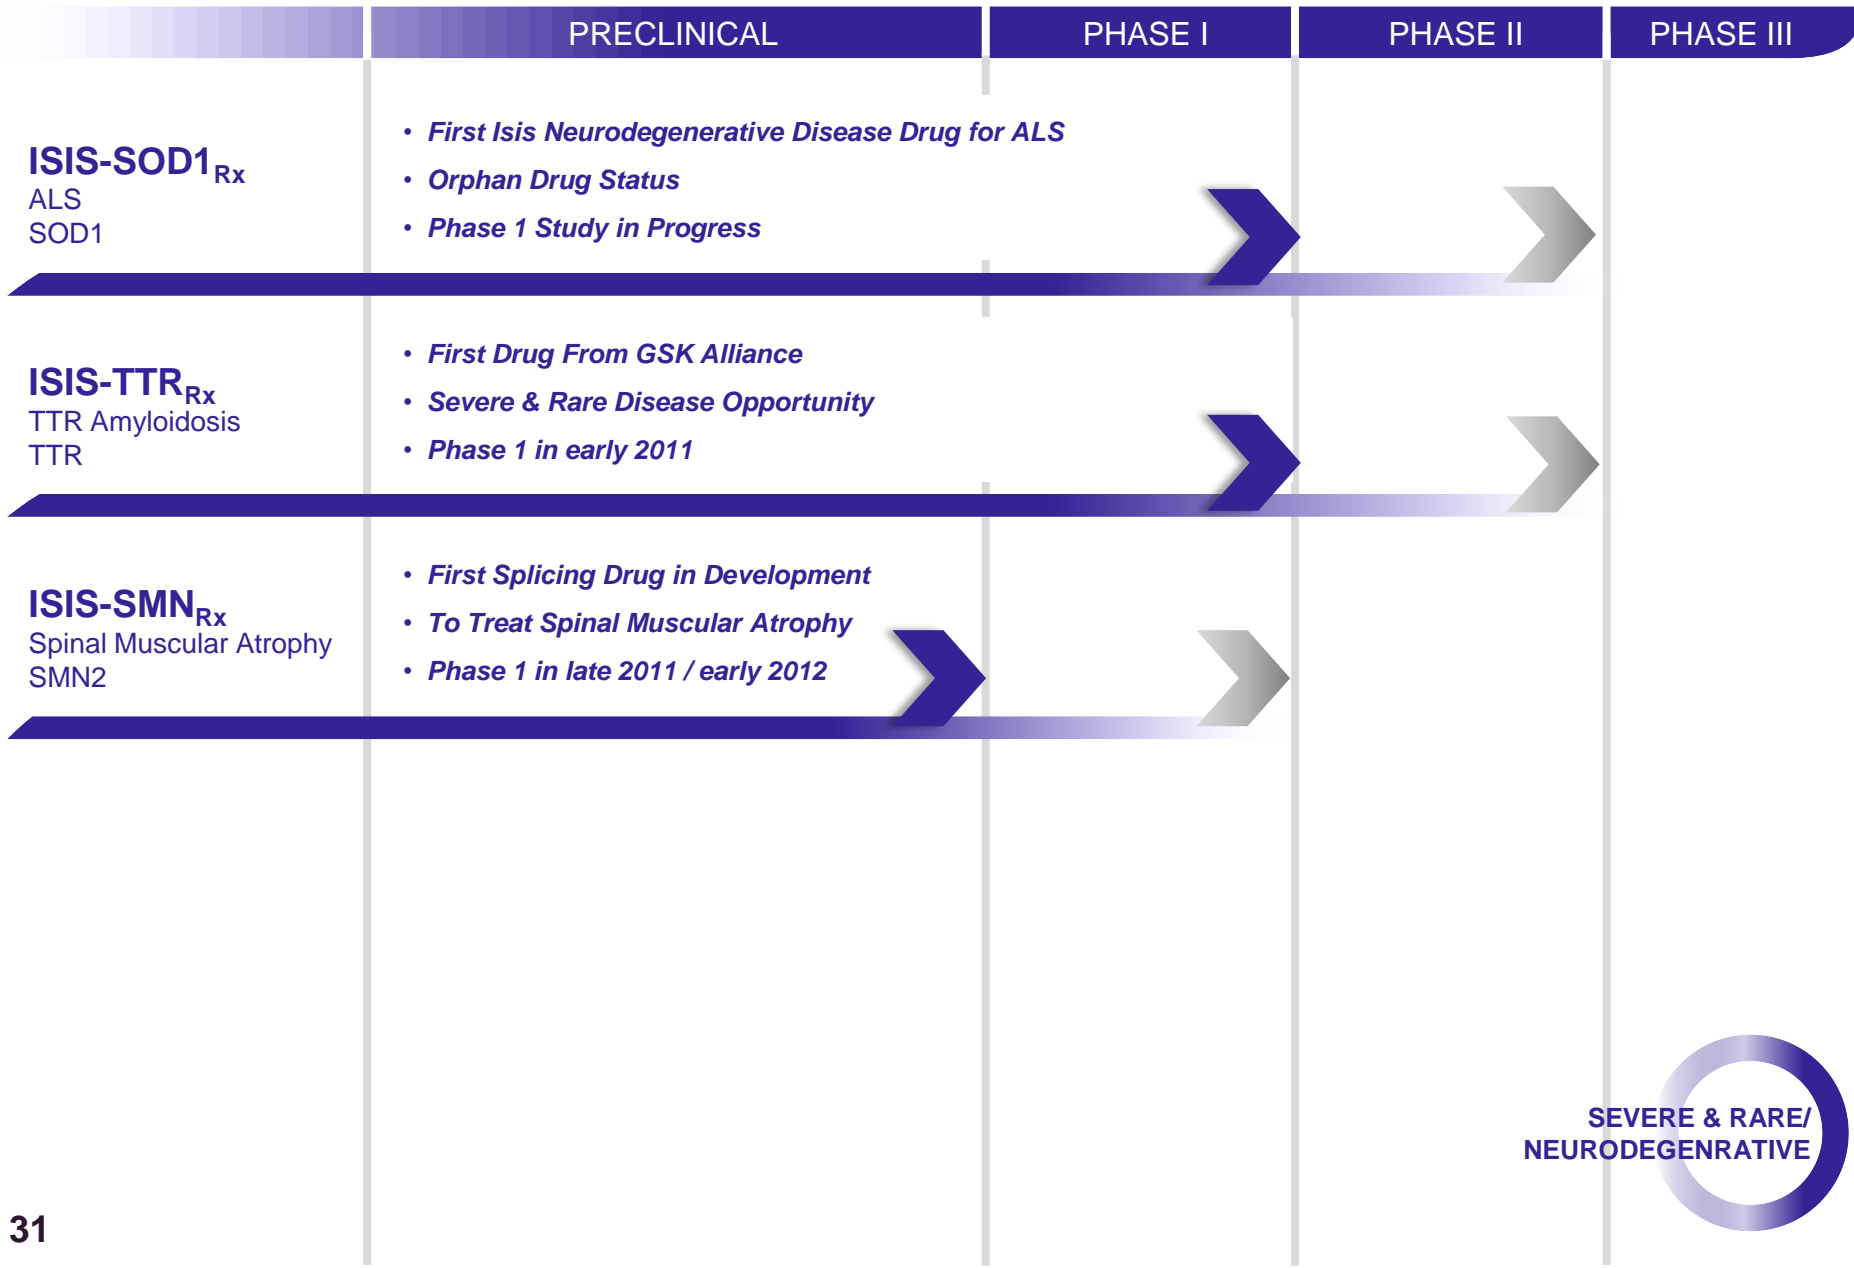 PRECLINICAL PHASE I PHASE II PHASE III
ISIS-SOD1Rx
ALS
SOD1
• First Isis Neurodegenerative Disease Drug for ALS
• Orphan Drug Status
• Phase 1 Study in Progress
ISIS-TTRRx
TTR Amyloidosis
TTR
• First Drug From GSK Alliance
• Severe & Rare Disease Opportunity
• Phase 1 in early 2011
ISIS-SMNRx
Spinal Muscular Atrophy
SMN2
• First Splicing Drug in Development
• To Treat Spinal Muscular Atrophy
• Phase 1 in late 2011 / early 2012
SEVERE & RARE/
NEURODEGENRATIVE
31